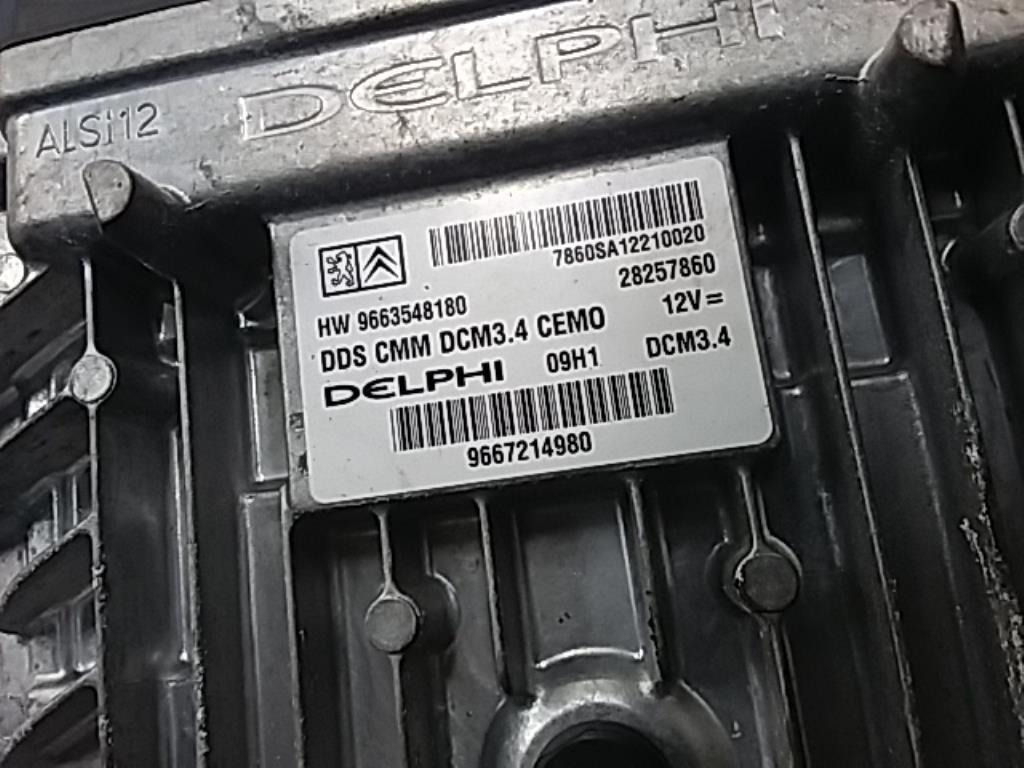 ALSi12
DELPHI
7860SA12210020
28257860
HW 9663548180
12V=
DDS CMM DCM3.4 CEMO
DELPHI 09H1 DCM3.4
9667214980